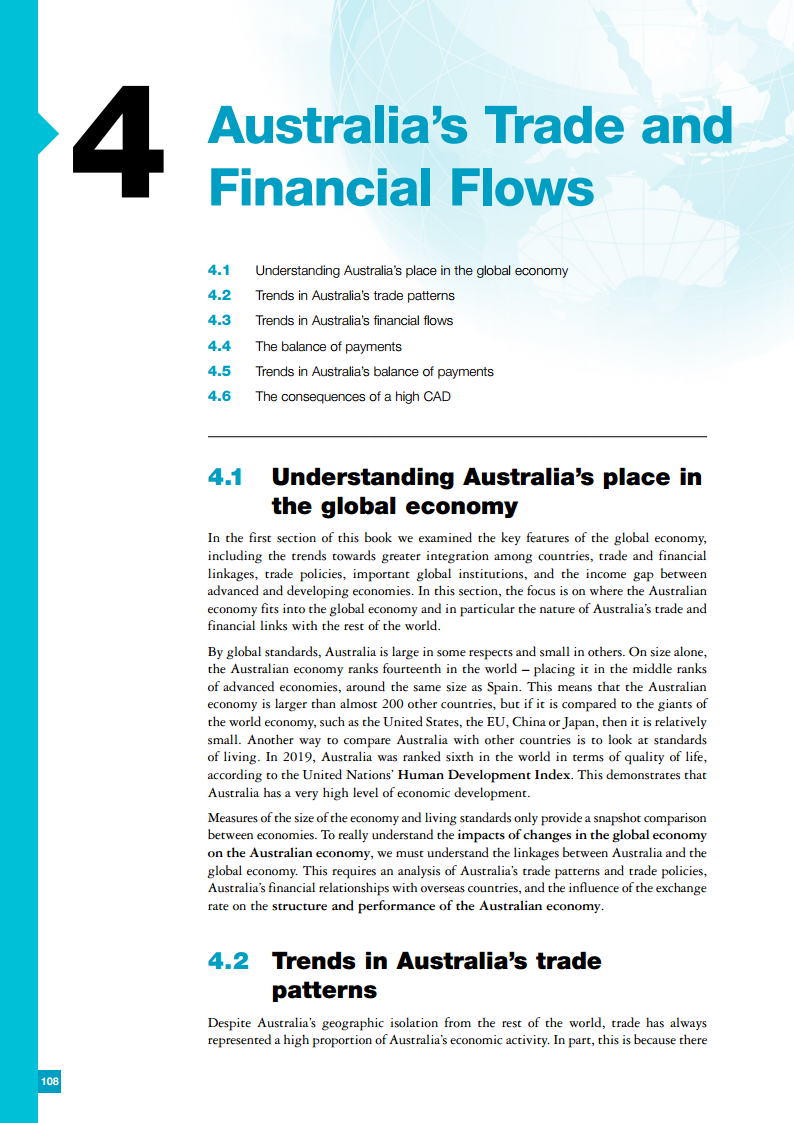 4
Australia's Trade and
Financial Flows
4.1 Understanding Australia's place in the global economy
4.2 Trends in Australia's trade patterns
4.3 Trends in Australia's financial flows
4.4 The balance of payments
4.5 Trends in Australia's balance of payments
4.6 The consequences of a high CAD
4.1 Understanding Australia's place in
the global economy
In the first section of this book we examined the key features of the global economy,
including the trends towards greater integration among countries, trade and financial
linkages, trade policies, important global institutions, and the income gap between
advanced and developing economies. In this section, the focus is on where the Australian
economy fits into the global economy and in particular the nature of Australia's trade and
financial links with the rest of the world.
By global standards, Australia is large in some respects and small in others. On size alone,
the Australian economy ranks fourteenth in the world – placing it in the middle ranks
of advanced economies, around the same size as Spain. This means that the Australian
economy is larger than almost 200 other countries, but if it is compared to the giants of
the world economy, such as the United States, the EU, China or Japan, then it is relatively
small. Another way to compare Australia with other countries is to look at standards
of living. In 2019, Australia was ranked sixth in the world in terms of quality of life,
according to the United Nations' Human Development Index. This demonstrates that
Australia has a very high level of economic development.
Measures of the size of the economy and living standards only provide a snapshot comparison
between economies. To really understand the impacts of changes in the global economy
on the Australian economy, we must understand the linkages between Australia and the
global economy. This requires an analysis of Australia's trade patterns and trade policies,
Australia's financial relationships with overseas countries, and the influence of the exchange
rate on the structure and performance of the Australian economy.
4.2 Trends in Australia's trade
patterns
Despite Australia's geographic isolation from the rest of the world, trade has always
represented a high proportion of Australia's economic activity. In part, this is because there
108